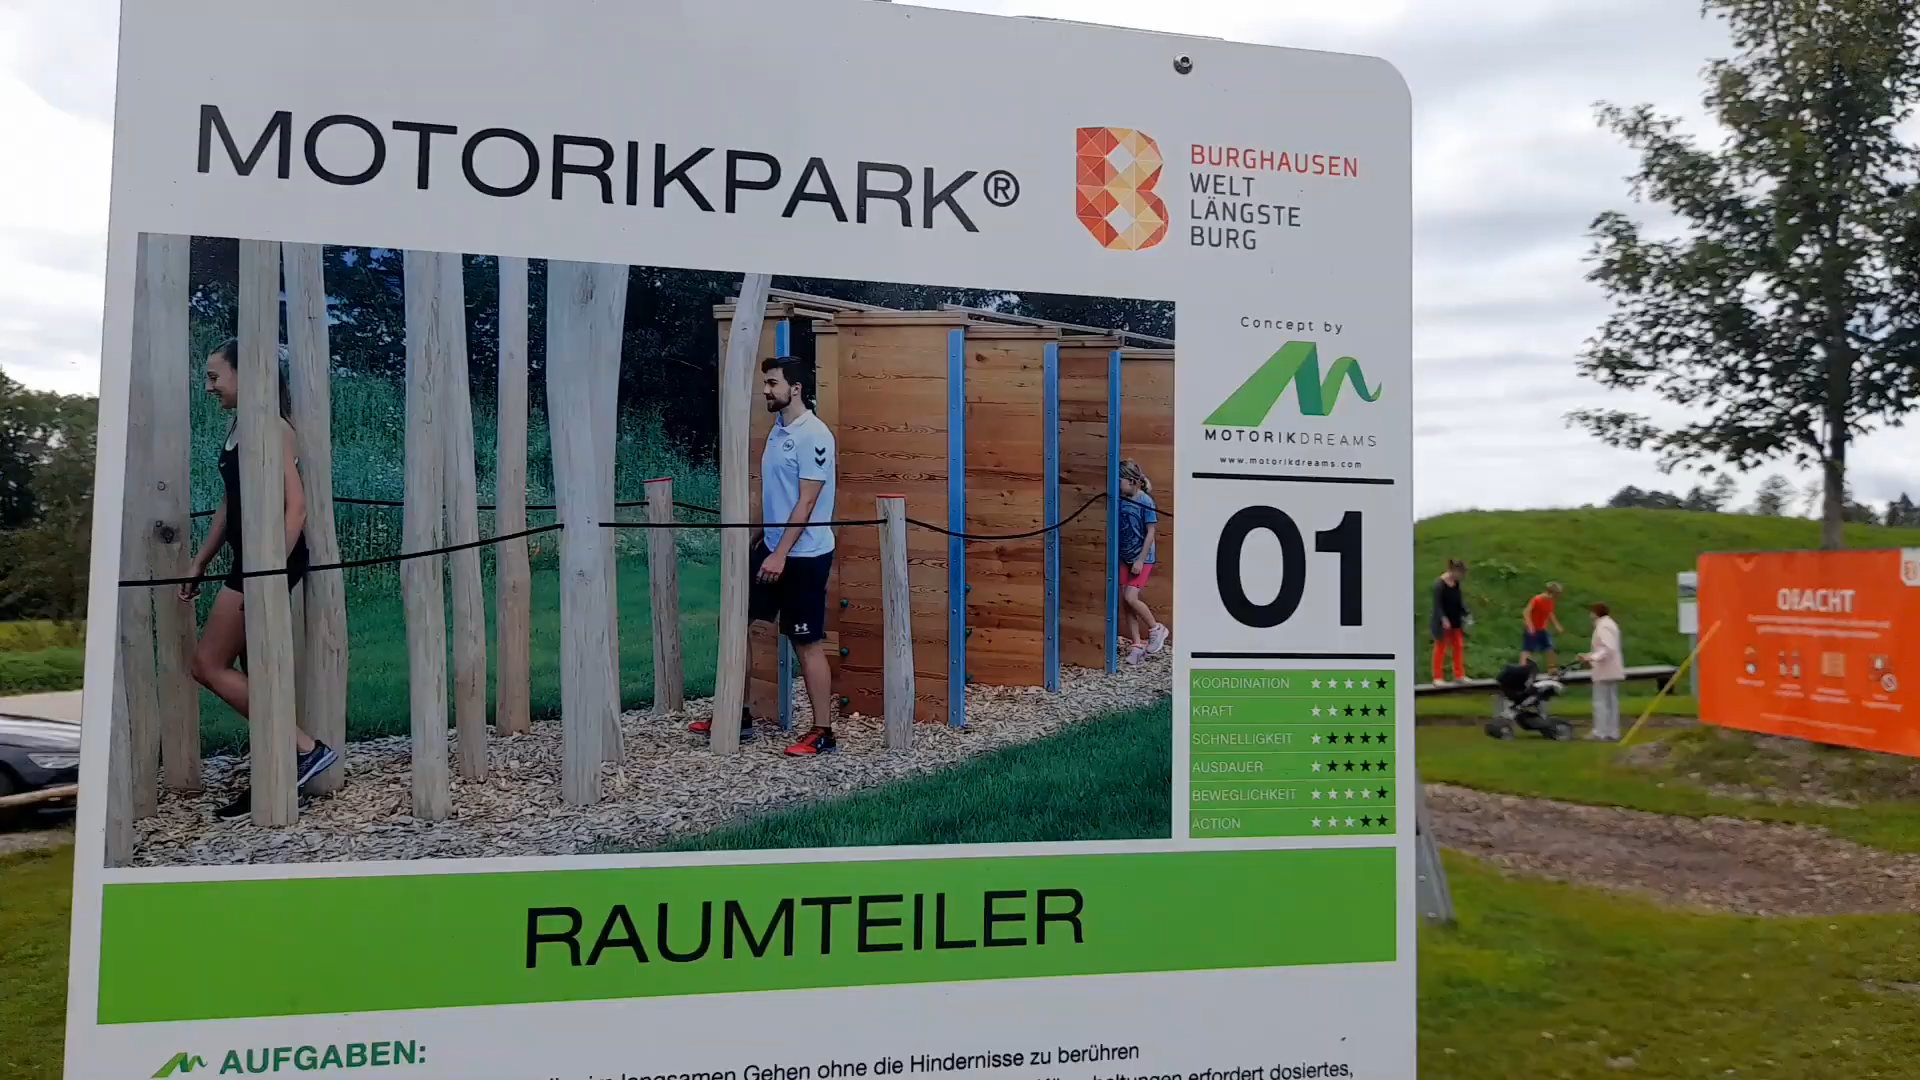 MOTORIKPARK®
BURGHAUSEN
WELT
LÄNGSTE
BURG
Concept by
MOTORIKDREAMS
www.motorikdreams.com
01
KOORDINATION ★★★★★
KRAFT ★★★★★
SCHNELLIGKEIT ★★★★★
AUSDAUER ★★★★★
BEWEGLICHKEIT ★★★★★
ACTION ★★★★★
RAUMTEILER
AUFGABEN:
langsamen Gehen ohne die Hindernisse zu berühren
erfordert dosiertes,
OBACHT